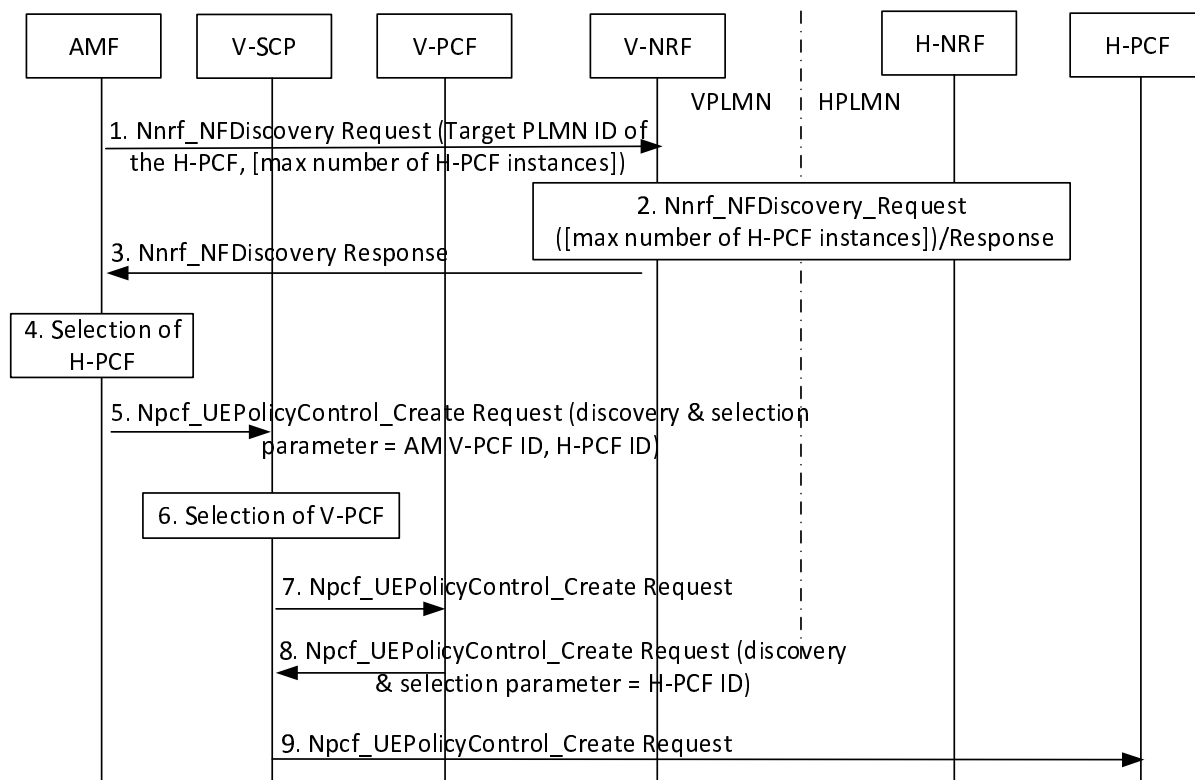 AMF
V-SCP
V-PCF
V-NRF
H-NRF
H-PCF
VPLMN
HPLMN
1. Nnrf_NFDiscovery Request (Target PLMN ID of
the H-PCF, [max number of H-PCF instances])
2. Nnrf_NFDiscovery_Request
([max number of H-PCF instances])/Response
3. Nnrf_NFDiscovery Response
4. Selection of
H-PCF
5. Npcf_UEPolicyControl_Create Request (discovery & selection
parameter = AM V-PCF ID, H-PCF ID)
6. Selection of V-PCF
7. Npcf_UEPolicyControl_Create Request
8. Npcf_UEPolicyControl_Create Request (discovery
& selection parameter = H-PCF ID)
9. Npcf_UEPolicyControl_Create Request